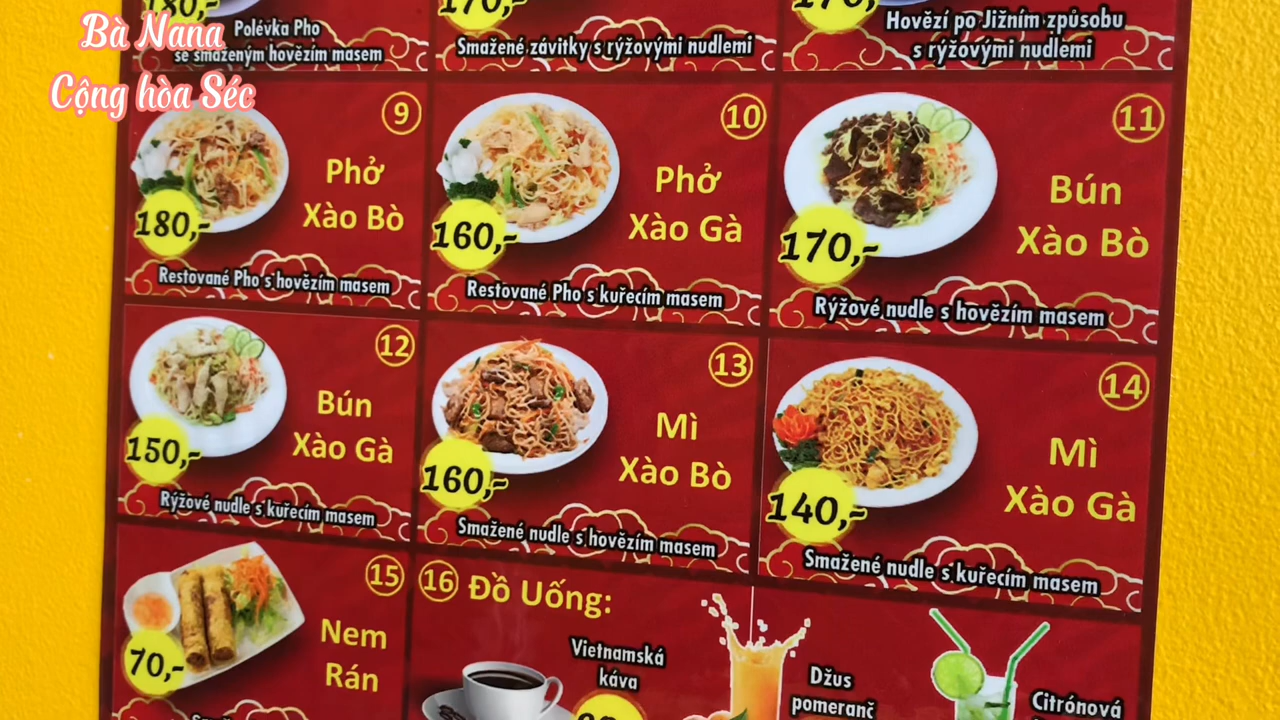 Bà Nana
Cộng hòa Séc
180,-
Polévka Pho
se smaženým hovězím masem
170,-
Smažené závitky s rýžovými nudlemi
170,-
Hovězí po Jižním způsobu
s rýžovými nudlemi
9
Phở
Xào Bò
180,-
Restované Pho s hovězím masem
10
Phở
Xào Gà
160,-
Restované Pho s kuřecím masem
11
Bún
Xào Bò
170,-
Rýžové nudle s hovězím masem
12
Bún
Xào Gà
150,-
Rýžové nudle s kuřecím masem
13
Mì
Xào Bò
160,-
Smažené nudle s hovězím masem
14
Mì
Xào Gà
140,-
Smažené nudle s kuřecím masem
15
Nem
Rán
70,-
16 Đồ Uống:
Vietnamská
káva
Džus
pomeranč
Citrónová